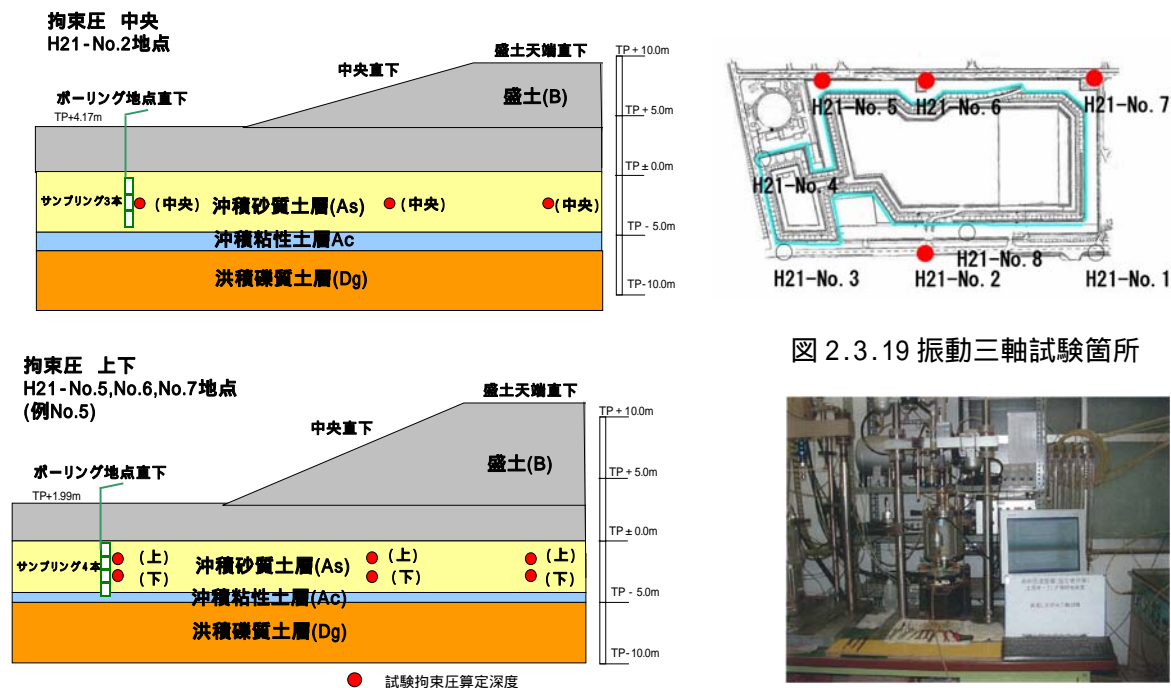 拘束圧 中央
H21-No.2地点
盛土天端直下
TP+10.0m
中央直下
盛土(B)
ボーリング地点直下
TP+4.17m
TP+5.0m
TP±0.0m
サンプリング3本
(中央)
沖積砂質土層(As)
(中央)
(中央)
沖積粘性土層Ac
TP-5.0m
洪積礫質土層(Dg)
TP-10.0m
H21-No.5
H21-No.6
H21-No.7
H21-No.4
H21-No.8
H21-No.3
H21-No.2
H21-No.1
図 2.3.19 振動三軸試験箇所
拘束圧 上下
H21-No.5,No.6,No.7地点
(例No.5)
盛土天端直下
TP+10.0m
中央直下
盛土(B)
ボーリング地点直下
TP+1.99m
TP+5.0m
TP±0.0m
サンプリング4本
(上)
(下)
沖積砂質土層(As)
(上)
(下)
(上)
(下)
沖積粘性土層(Ac)
TP-5.0m
洪積礫質土層(Dg)
TP-10.0m
試験拘束圧算定深度